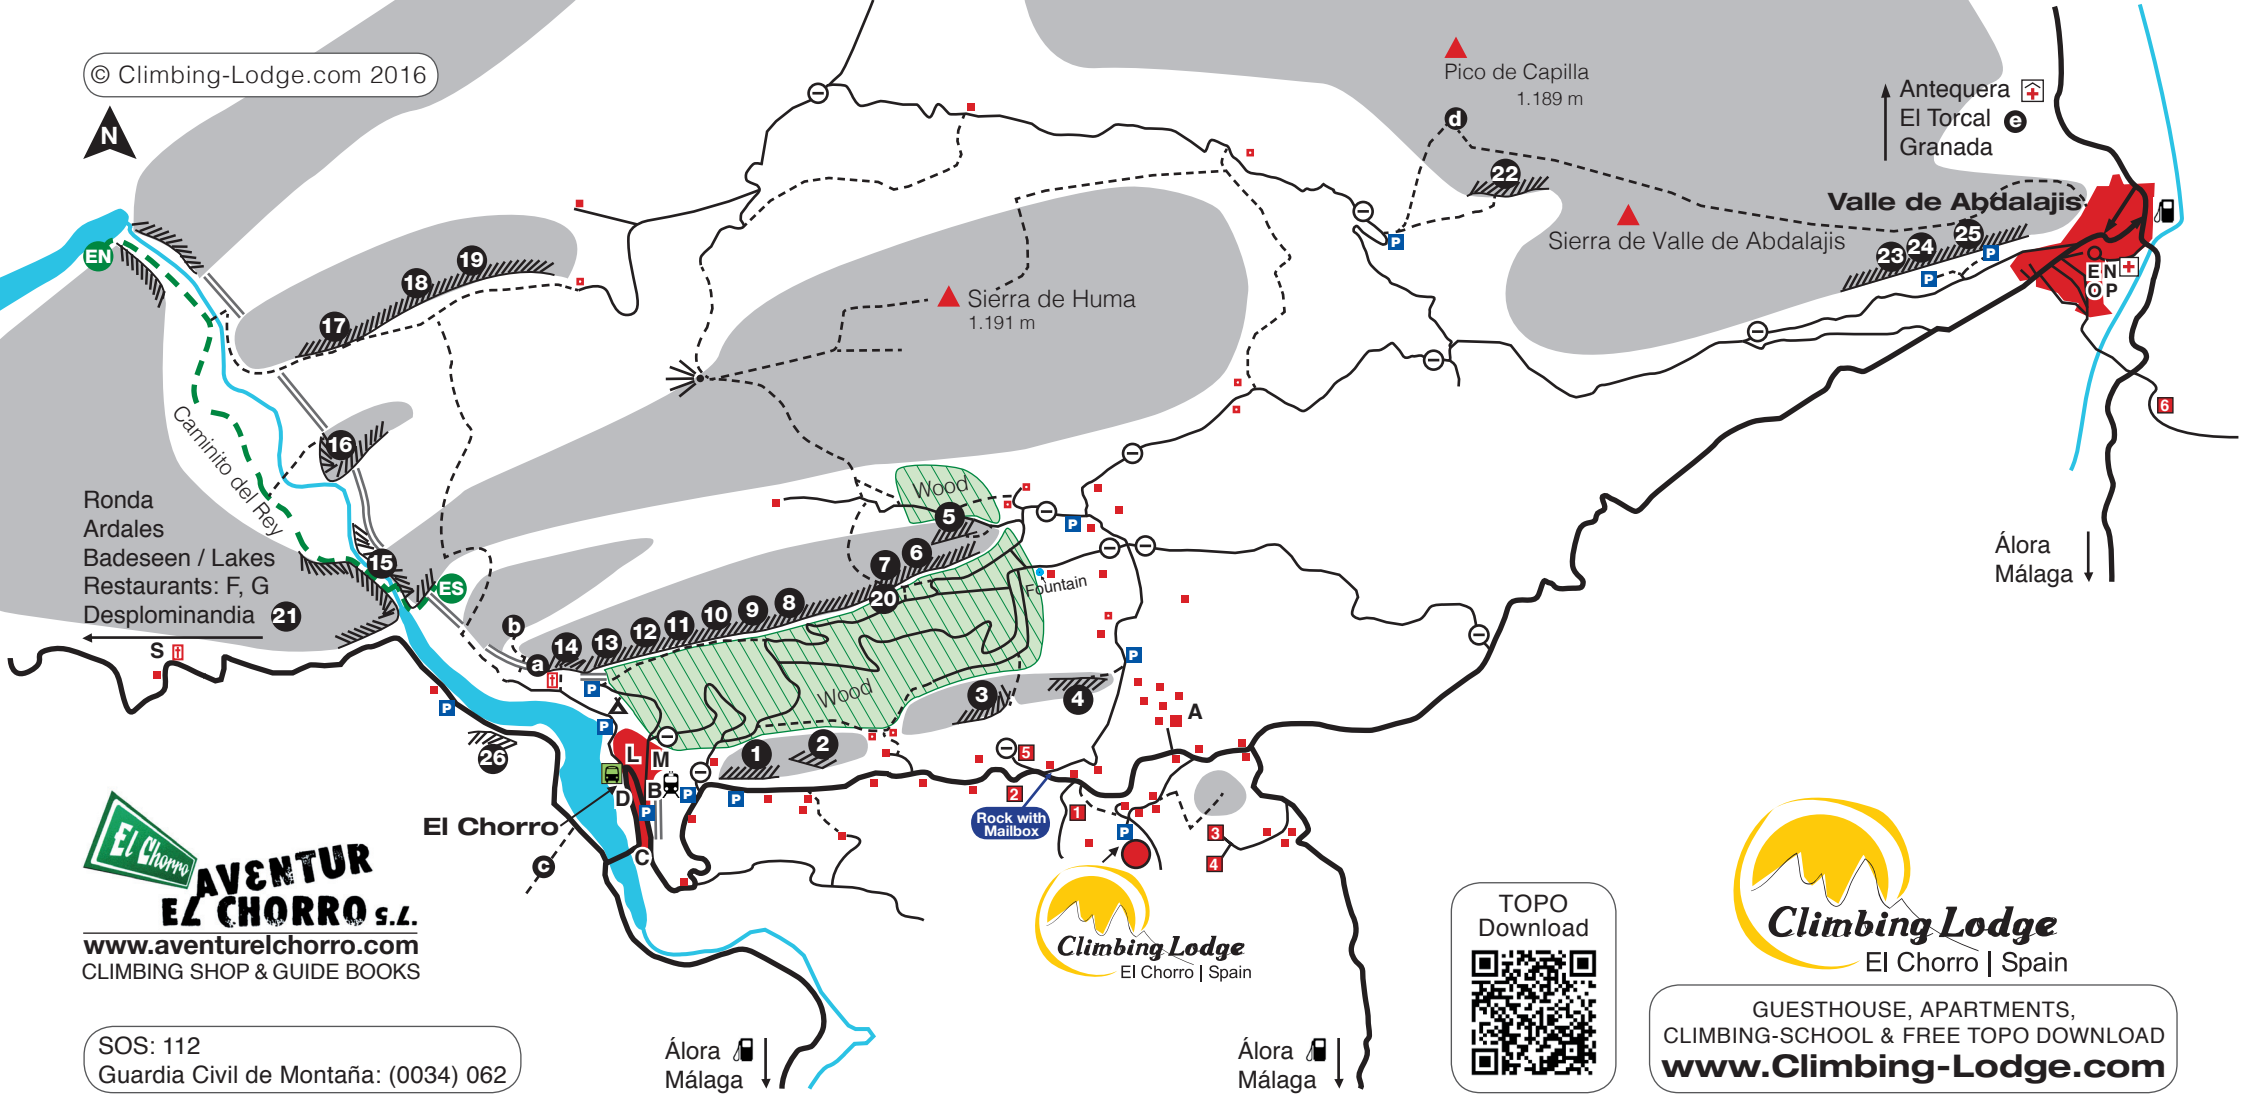 © Climbing-Lodge.com 2016
N
Pico de Capilla
1.189 m
d
22
Antequera
El Torcal e
Granada
Valle de Abdalajis
Sierra de Valle de Abdalajis
23
24
25
P
P
P
E N
O P
6
EN
19
18
17
16
Sierra de Huma
1.191 m
Caminito del Rey
Ronda
Ardales
Badeseen / Lakes
Restaurants: F, G
Desplominandia 21
S
15
ES
Wood
5
6
7
20
8
9
10
11
12
13
14
b
a
P
P
Fountain
Wood
3
4
P
A
P
P
26
L
M
B
D
C
P
P
P
1
2
El Chorro
c
5
2
1
Rock with
Mailbox
P
3
4
Álora
Málaga
El Chorro
AVENTUR
EL CHORRO S.L.
www.aventurelchorro.com
CLIMBING SHOP & GUIDE BOOKS
SOS: 112
Guardia Civil de Montaña: (0034) 062
Álora
Málaga
Climbing Lodge
El Chorro | Spain
Álora
Málaga
TOPO
Download
Climbing Lodge
El Chorro | Spain
GUESTHOUSE, APARTMENTS,
CLIMBING-SCHOOL & FREE TOPO DOWNLOAD
www.Climbing-Lodge.com